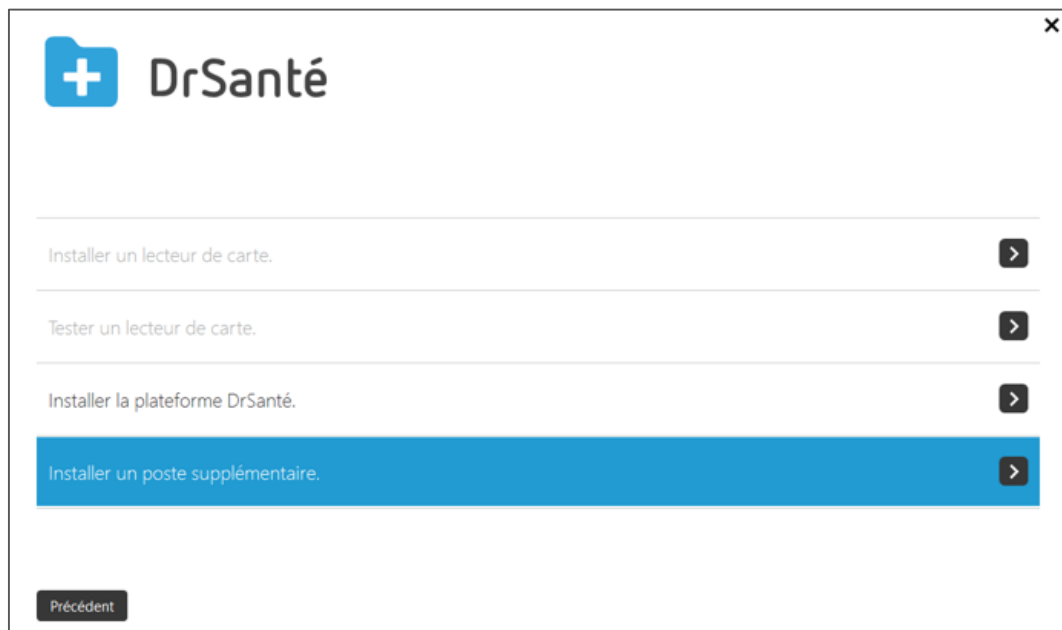 DrSanté
Installer un lecteur de carte.
Tester un lecteur de carte.
Installer la plateforme DrSanté.
Installer un poste supplémentaire.
Précédent